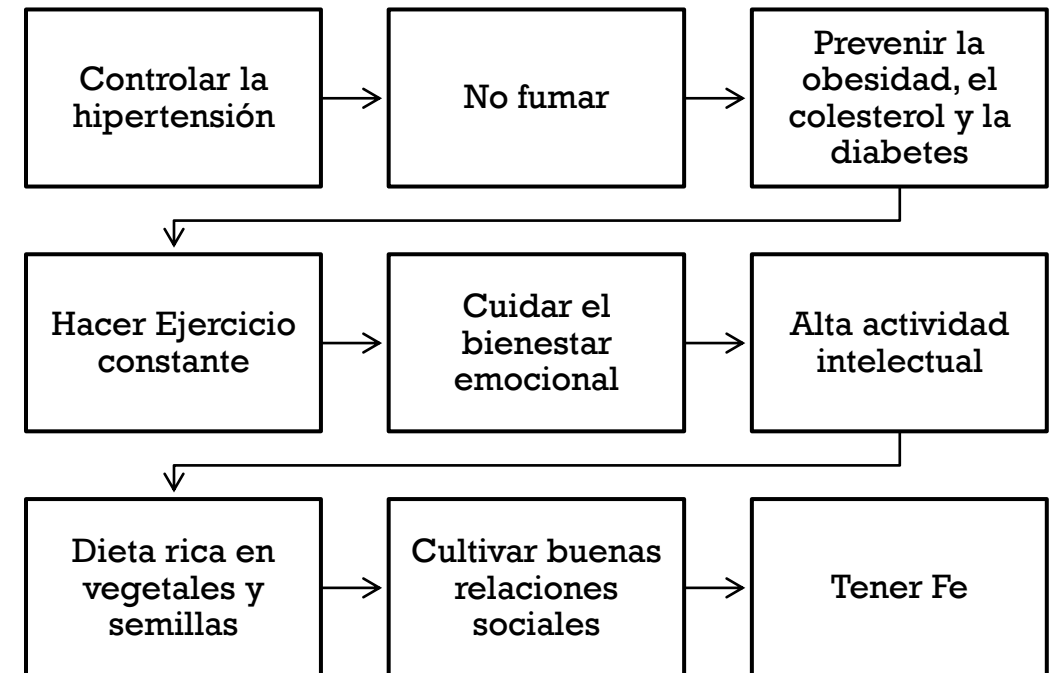 Controlar la
hipertensión
No fumar
Prevenir la
obesidad, el
colesterol y la
diabetes
Hacer Ejercicio
constante
Cuidar el
bienestar
emocional
Alta actividad
intelectual
Dieta rica en
vegetales y
semillas
Cultivar buenas
relaciones
sociales
Tener Fe